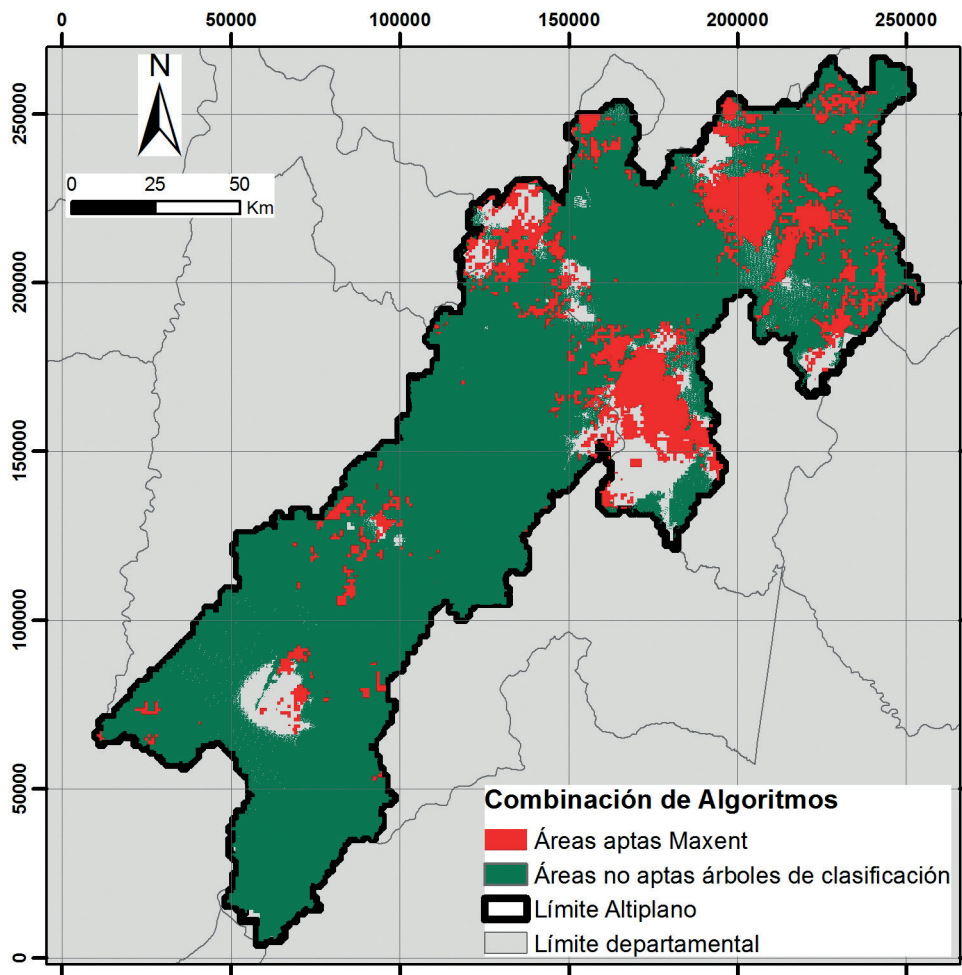 0 50000 100000 150000 200000 250000
250000
N
0 25 50
Km
200000
150000
100000
50000
0
Combinación de Algoritmos
Áreas aptas Maxent
Áreas no aptas árboles de clasificación
Límite Altiplano
Límite departamental